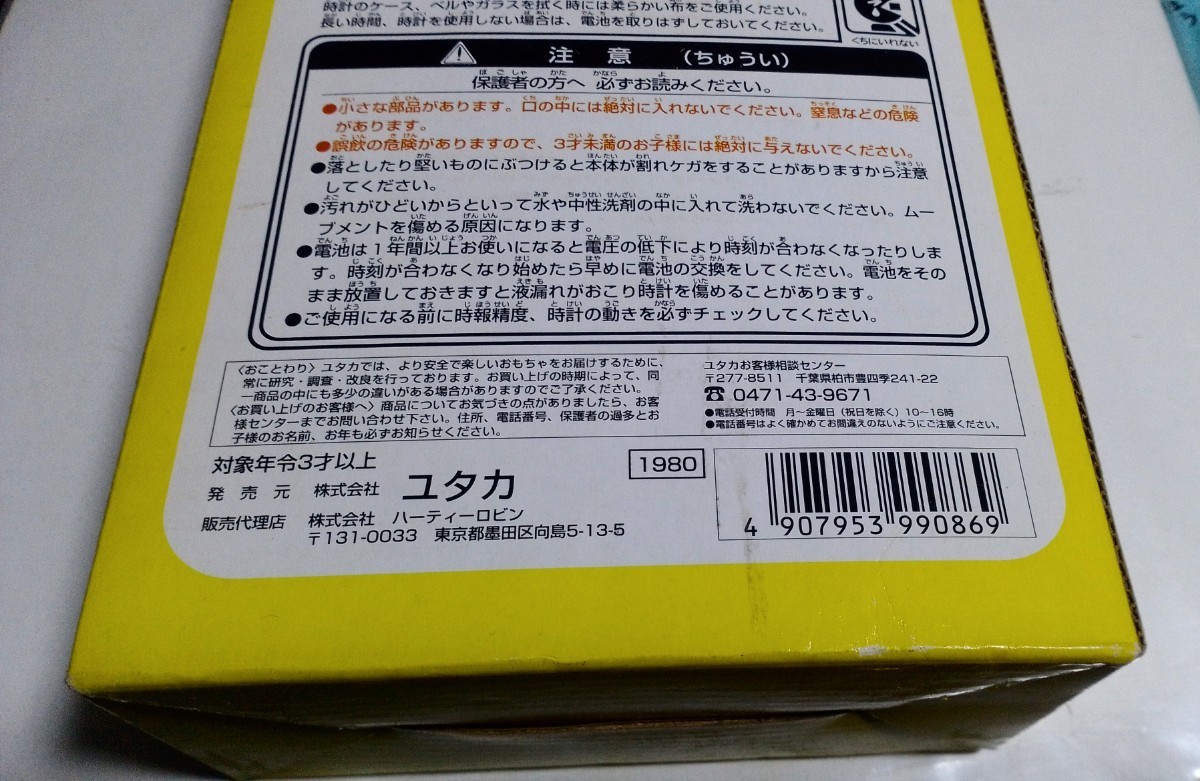 時計のケース、ベルやガラスを拭く時には柔らかい布をご使用ください。
長い時間、時計を使用しない場合は、電池を取りはずしておいてください。
くちにいれない
注意 (ちゅうい)
保護者の方へ 必ずお読みください。
●小さな部品があります。口の中には絶対に入れないでください。窒息などの危険
があります。
●誤飲の危険がありますので、3才未満のお子様には絶対に与えないでください。
●落としたり堅いものにぶつけると本体が割れケガをすることがありますから注意
してください。
●汚れがひどいからといって水や中性洗剤の中に入れて洗わないでください。ムー
ブメントを傷める原因になります。
●電池は1年間以上お使いになると電圧の低下により時刻が合わなくなったりしま
す。時刻が合わなくなり始めたら早めに電池の交換をしてください。電池をその
まま放置しておきますと液漏れがおこり時計を傷めることがあります。
●ご使用になる前に時報精度、時計の動きを必ずチェックしてください。
〈おことわり〉ユタカでは、より安全で楽しいおもちゃをお届けするために、
常に研究・調査・改良を行っております。お買い上げの時期によって、同
一商品の中にも多少の違いがある場合がありますのでご了承ください。
〈お買い上げのお客様へ〉商品についてお気づきの点がありましたら、お客
様センターまでお問い合わせ下さい。住所、電話番号、保護者の過多とお
子様のお名前、お年も必ずお知らせください。
ユタカお客様相談センター
〒277-8511 千葉県柏市豊四季241-22
☎ 0471-43-9671
●電話受付時間 月〜金曜日(祝日を除く)10〜16時
●電話番号はよく確かめてお間違えのないようにご注意ください。
対象年令3才以上
発売元 株式会社 ユタカ
販売代理店 株式会社 ハーティーロビン
〒131-0033 東京都墨田区向島5-13-5
1980
4 907953 990869